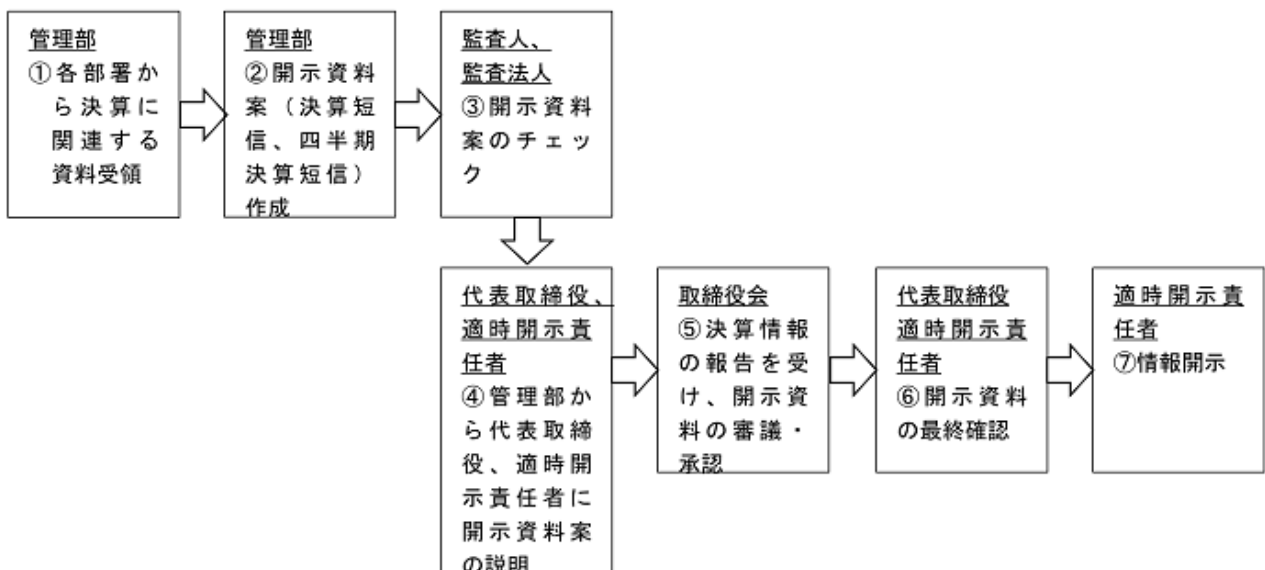 管理部
①各部署か
ら決算に
関連する
資料受領
管理部
②開示資料
案（決算短
信、四半期
決算短信）
作成
監査人、
監査法人
③開示資料
案のチェッ
ク
代表取締役、
適時開示責
任者
④管理部か
ら代表取締
役、適時開
示責任者に
開示資料案
の説明
取締役会
⑤決算情報
の報告を受
け、開示資
料の審議・
承認
代表取締役
適時開示責
任者
⑥開示資料
の最終確認
適時開示責
任者
⑦情報開示